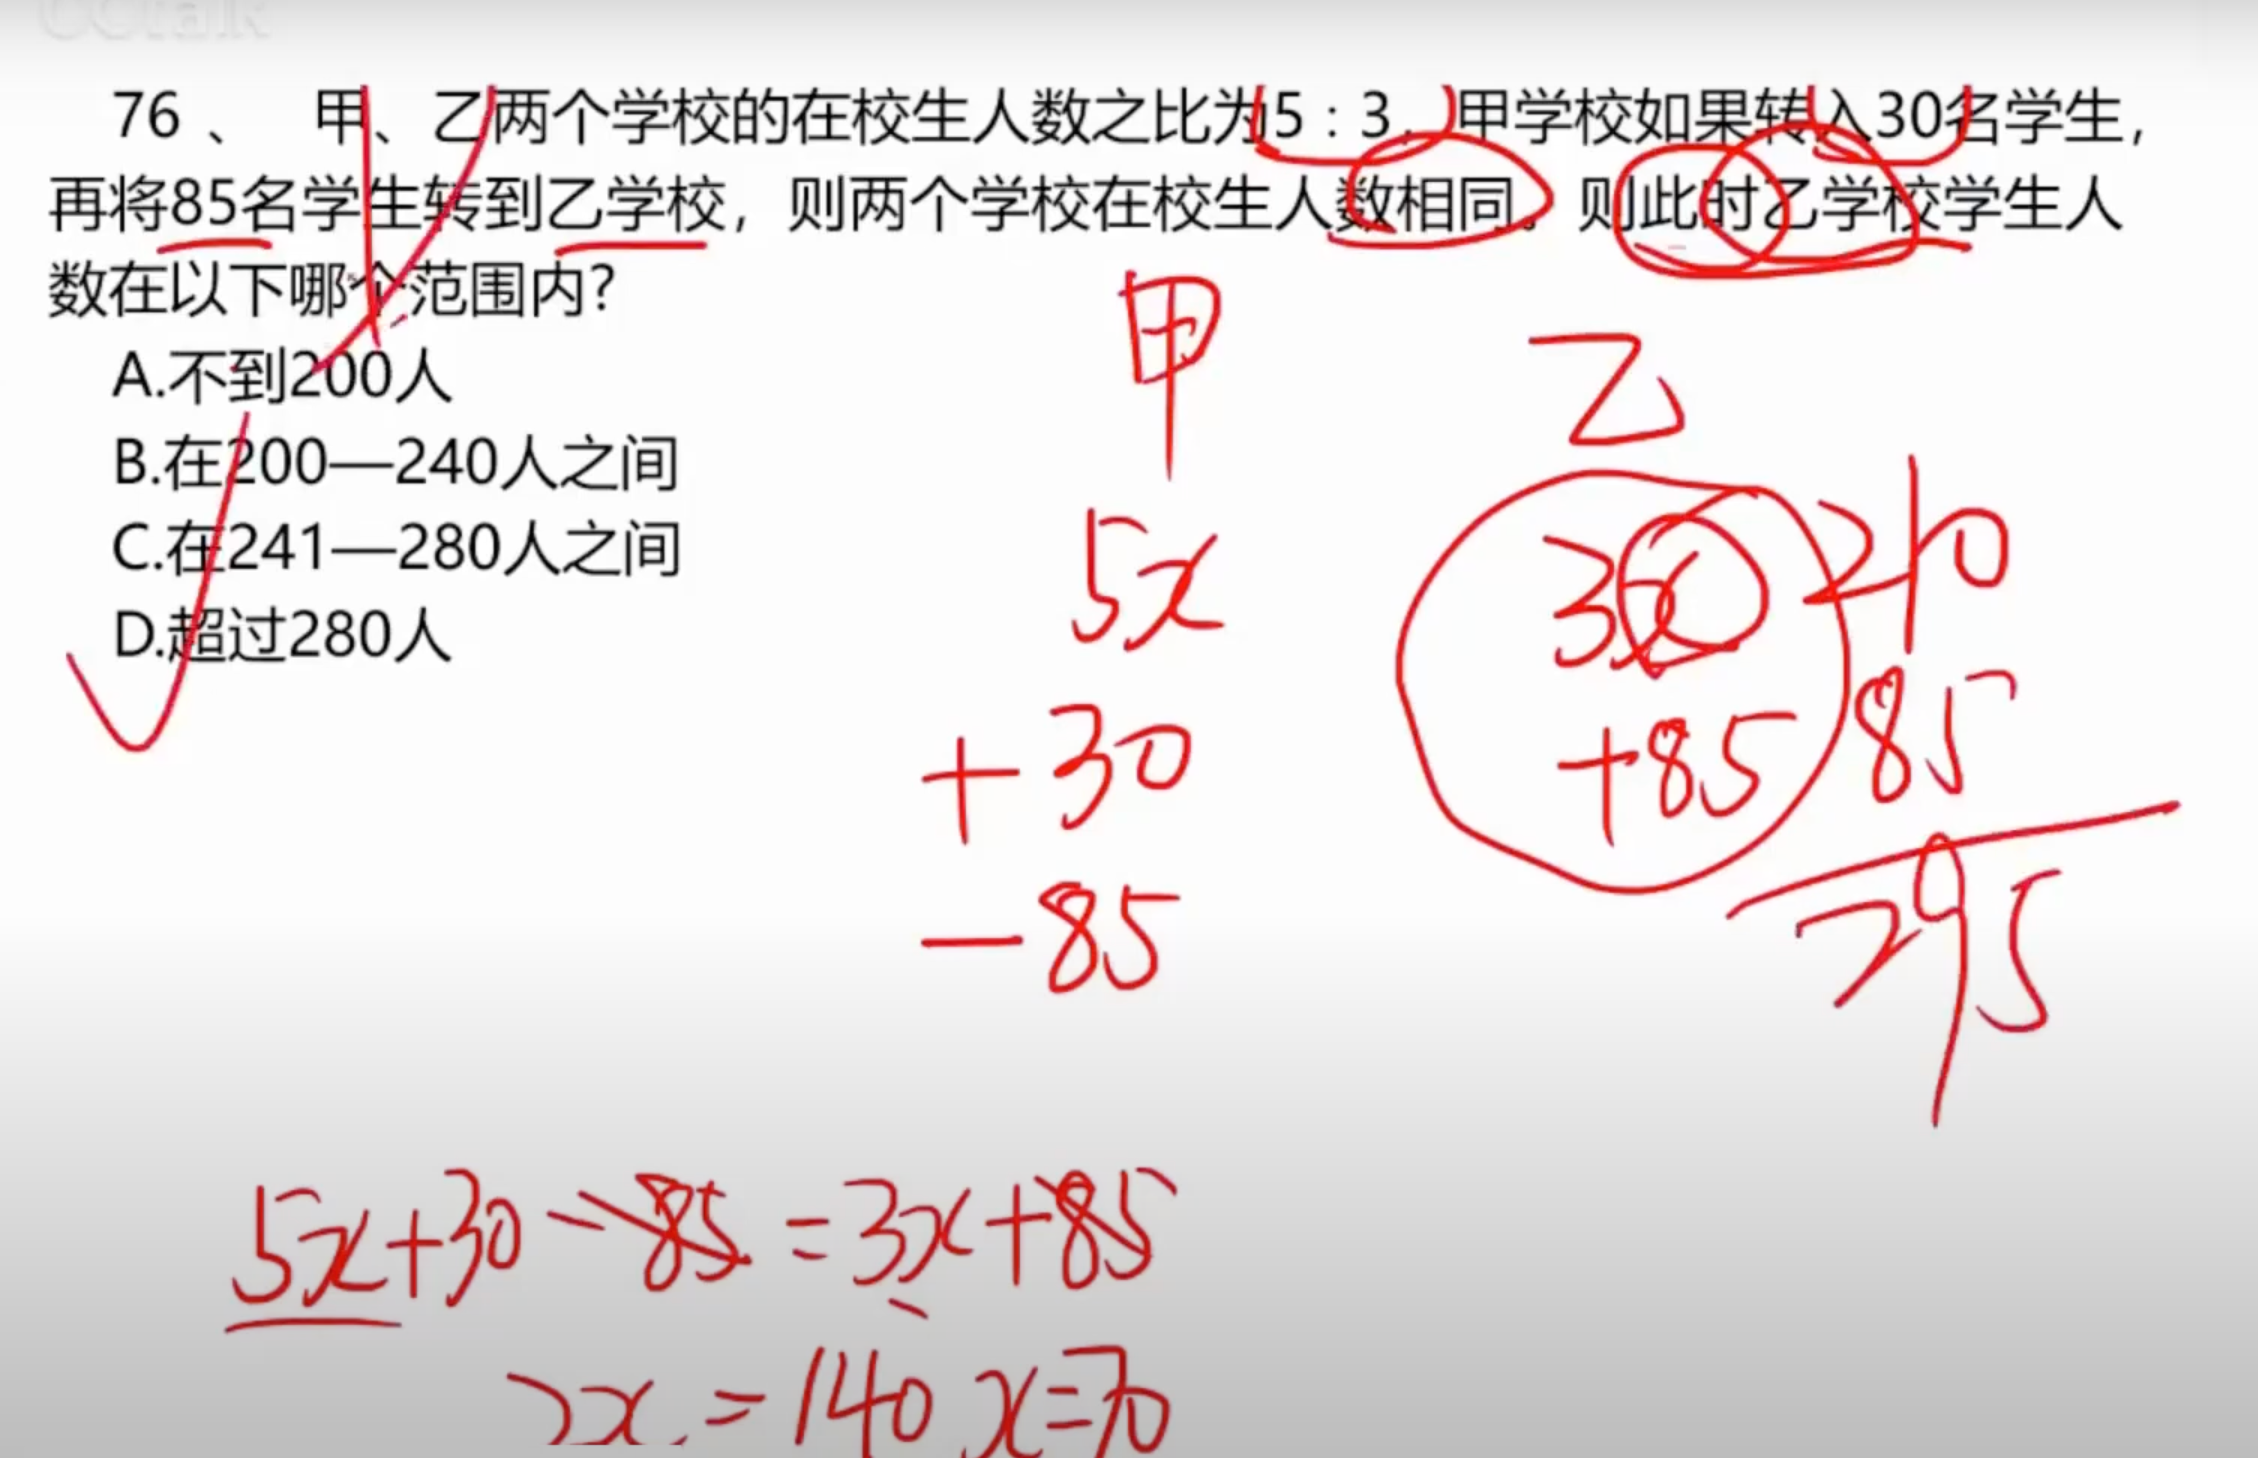 CCtalk
76 、 甲、乙两个学校的在校生人数之比为5：3，甲学校如果转入30名学生，
再将85名学生转到乙学校，则两个学校在校生人数相同。则此时乙学校学生人
数在以下哪个范围内?
A.不到200人
B.在200—240人之间
C.在241—280人之间
D.超过280人
甲 乙
5x 3x 210
+30 +85 85
-85 295
5x+30-85=3x+85
2x=140 x=70